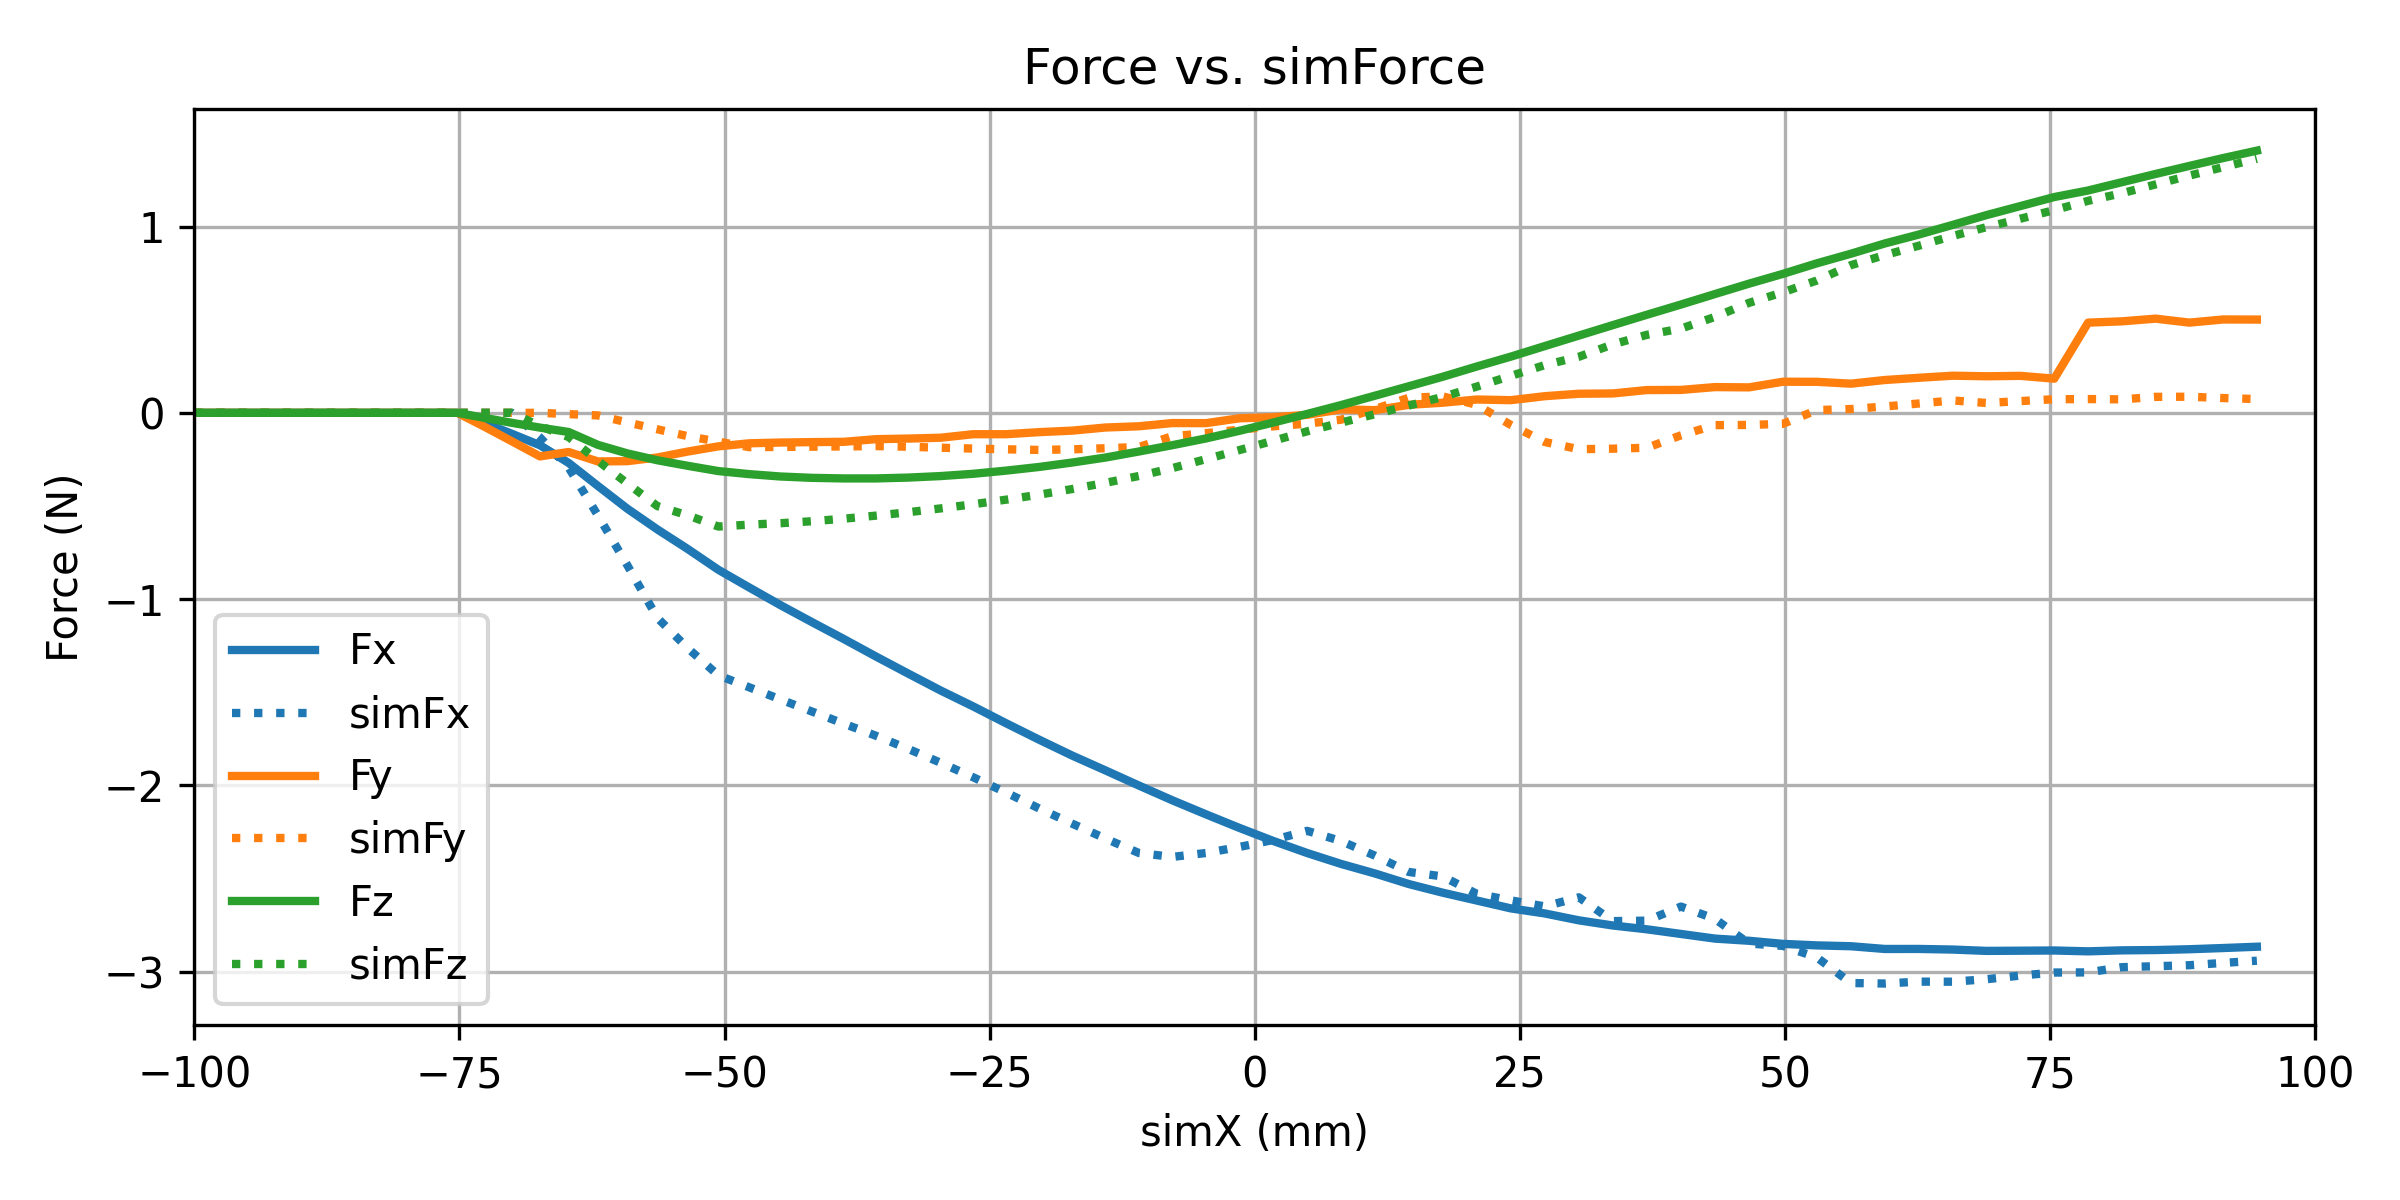 Force vs. simForce
Force (N)
1
0
−1
−2
−3
Fx
simFx
Fy
simFy
Fz
simFz
−100 −75 −50 −25 0 25 50 75 100
simX (mm)